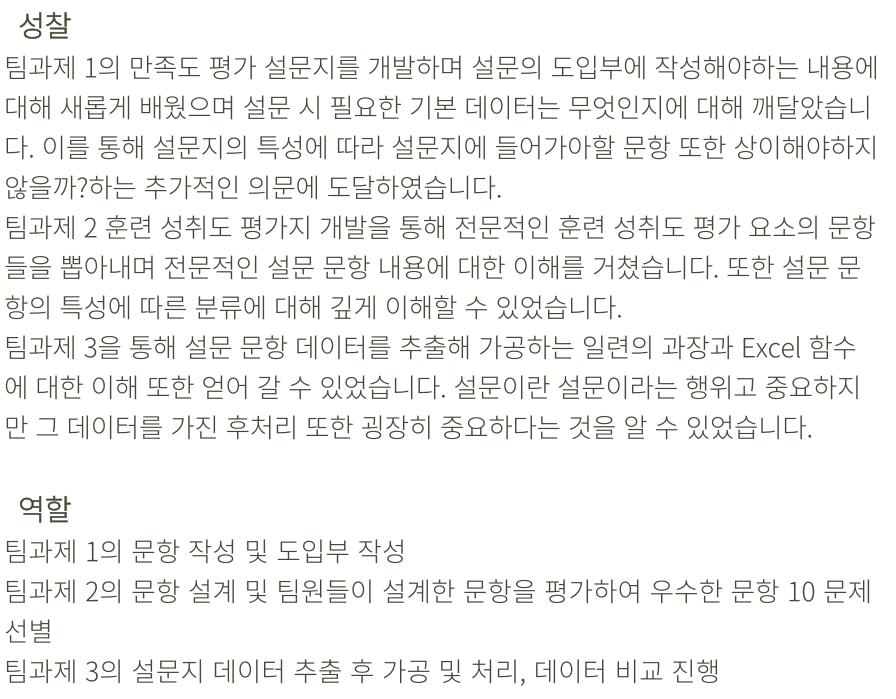 성찰
팀과제 1의 만족도 평가 설문지를 개발하며 설문의 도입부에 작성해야하는 내용에
대해 새롭게 배웠으며 설문 시 필요한 기본 데이터는 무엇인지에 대해 깨달았습니
다. 이를 통해 설문지의 특성에 따라 설문지에 들어가아할 문항 또한 상이해야하지
않을까?하는 추가적인 의문에 도달하였습니다.
팀과제 2 훈련 성취도 평가지 개발을 통해 전문적인 훈련 성취도 평가 요소의 문항
들을 뽑아내며 전문적인 설문 문항 내용에 대한 이해를 거쳤습니다. 또한 설문 문
항의 특성에 따른 분류에 대해 깊게 이해할 수 있었습니다.
팀과제 3을 통해 설문 문항 데이터를 추출해 가공하는 일련의 과장과 Excel 함수
에 대한 이해 또한 얻어 갈 수 있었습니다. 설문이란 설문이라는 행위고 중요하지
만 그 데이터를 가진 후처리 또한 굉장히 중요하다는 것을 알 수 있었습니다.
역할
팀과제 1의 문항 작성 및 도입부 작성
팀과제 2의 문항 설계 및 팀원들이 설계한 문항을 평가하여 우수한 문항 10 문제
선별
팀과제 3의 설문지 데이터 추출 후 가공 및 처리, 데이터 비교 진행